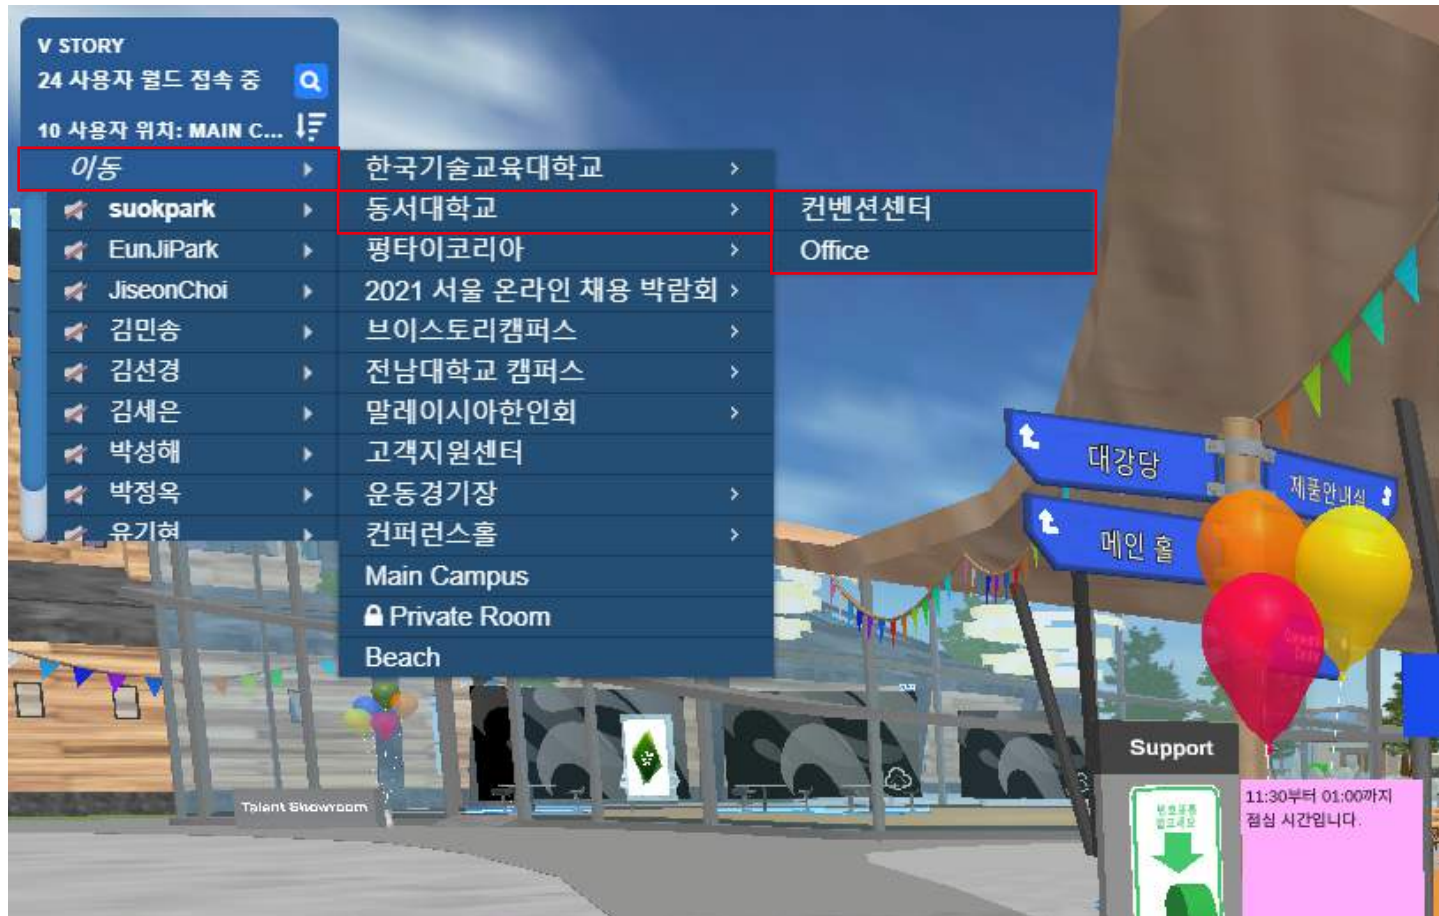 V STORY
24 사용자 월드 접속 중
10 사용자 위치: MAIN C...
이동
suokpark
EunJiPark
JiseonChoi
김민송
김선경
김세은
박성해
박정옥
유기현
한국기술교육대학교
동서대학교
펑타이코리아
2021 서울 온라인 채용 박람회
브이스토리캠퍼스
전남대학교 캠퍼스
말레이시아한인회
고객지원센터
운동경기장
컨퍼런스홀
Main Campus
Private Room
Beach
컨벤션센터
Office
대강당
제품안내실
메인 홀
Talent Showroom
Support
11:30부터 01:00까지
점심 시간입니다.